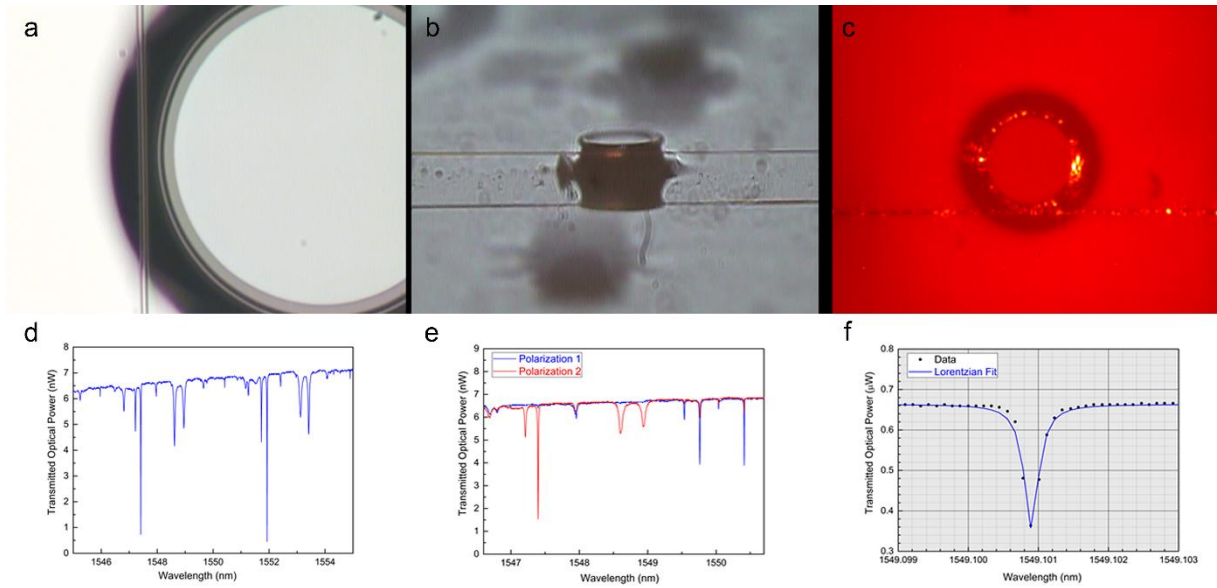 a
b
c
d
Transmitted Optical Power (nW)
8
7
6
5
4
3
2
1
0
1546 1548 1550 1552 1554
Wavelength (nm)
e
Transmitted Optical Power (nW)
9
8
7
6
5
4
3
2
1
0
Polarization 1
Polarization 2
1547 1548 1549 1550
Wavelength (nm)
f
Transmitted Optical Power (μW)
0.8
0.7
0.6
0.5
0.4
0.3
Data
Lorentzian Fit
1549.099 1549.100 1549.101 1549.102 1549.103
Wavelength (nm)